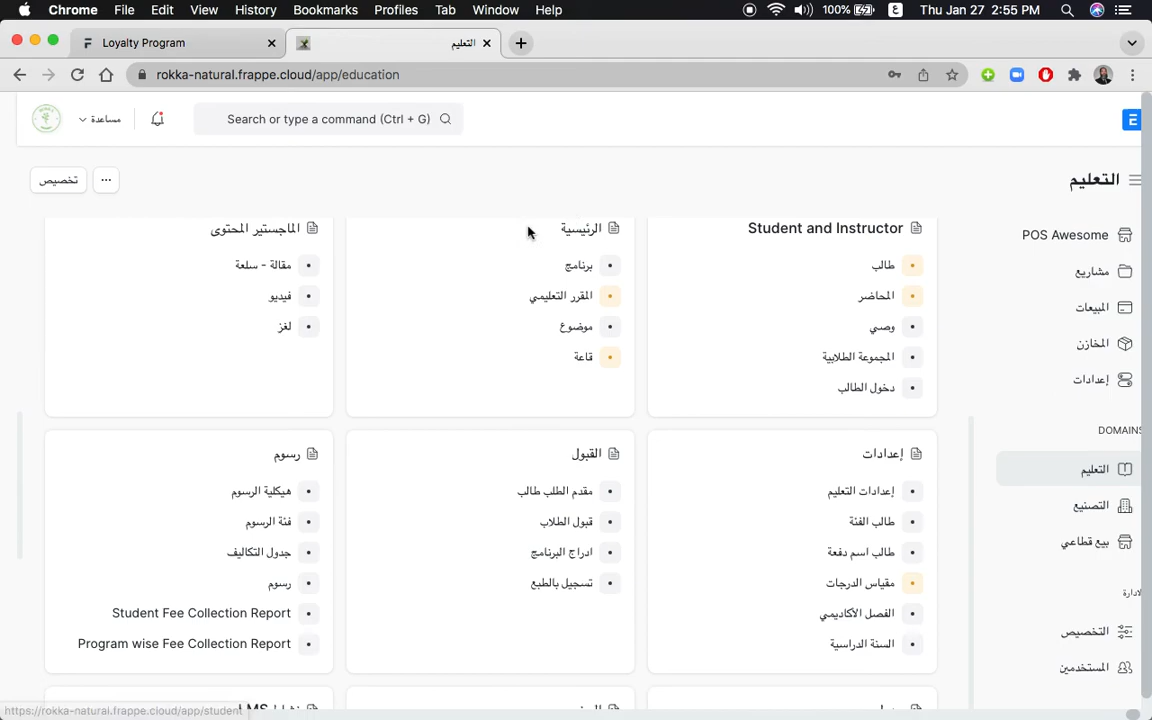 Chrome File Edit View History Bookmarks Profiles Tab Window Help 100% ع Thu Jan 27 2:55 PM
Loyalty Program
التعليم
rokka-natural.frappe.cloud/app/education
مساعدة
Search or type a command (Ctrl + G)
E
التعليم
تخصيص
POS Awesome
مشاريع
المبيعات
المخازن
إعدادات
DOMAINS
التعليم
التصنيع
بيع قطاعي
التخصيص
المستخدمين
Student and Instructor
طالب
المحاضر
وصي
المجموعة الطلابية
دخول الطالب
الرئيسية
برنامج
المقرر التعليمي
موضوع
قاعة
الماجستير المحتوى
مقالة - سلعة
فيديو
لغز
إعدادات
إعدادات التعليم
طالب الفئة
طالب اسم دفعة
مقياس الدرجات
الفصل الأكاديمي
السنة الدراسية
القبول
مقدم الطلب طالب
قبول الطلاب
ادراج البرنامج
تسجيل بالطبع
رسوم
هيكلية الرسوم
فئة الرسوم
جدول التكاليف
رسوم
Student Fee Collection Report
Program wise Fee Collection Report
https://rokka-natural.frappe.cloud/app/student